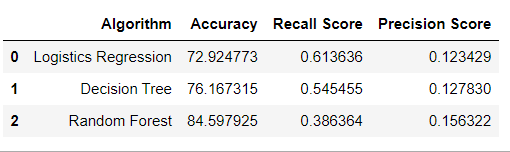 Algorithm Accuracy Recall Score Precision Score
0 Logistics Regression 72.924773 0.613636 0.123429
1 Decision Tree 76.167315 0.545455 0.127830
2 Random Forest 84.597925 0.386364 0.156322